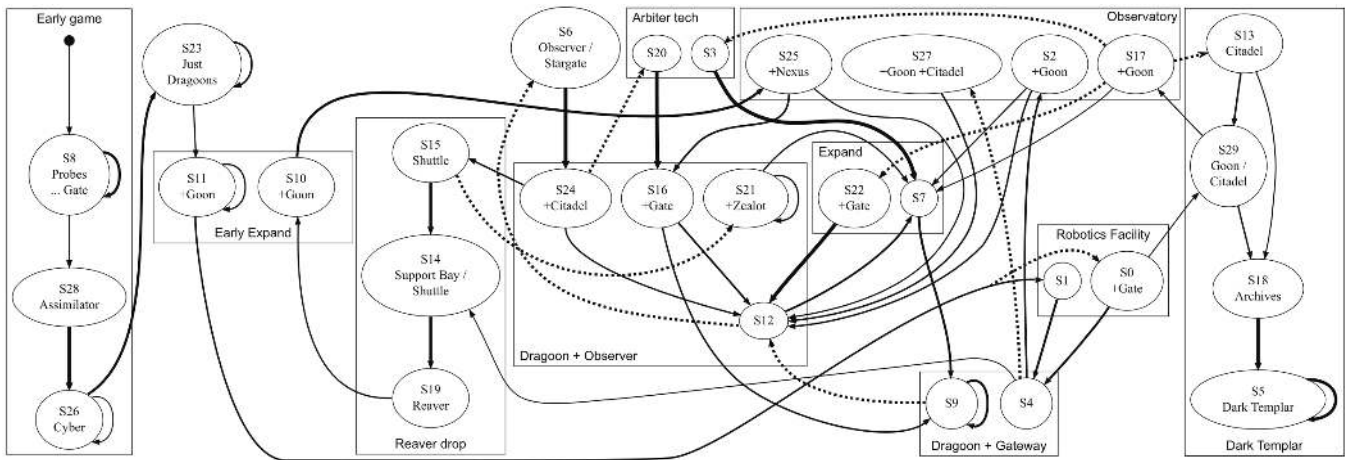 Early game
S8
Probes
... Gate
S28
Assimilator
S26
Cyber
S23
Just
Dragoons
S11
+Goon
S10
+Goon
Early Expand
S15
Shuttle
S14
Support Bay /
Shuttle
S19
Reaver
Reaver drop
S6
Observer /
Stargate
S24
+Citadel
S16
−Gate
S21
+Zealot
S12
Dragoon + Observer
Arbiter tech
S20
S3
Expand
S22
+Gate
S7
Observatory
S25
+Nexus
S27
−Goon +Citadel
S2
+Goon
S17
+Goon
S9
S4
Dragoon + Gateway
Robotics Facility
S1
S0
+Gate
S13
Citadel
S29
Goon /
Citadel
S18
Archives
S5
Dark Templar
Dark Templar